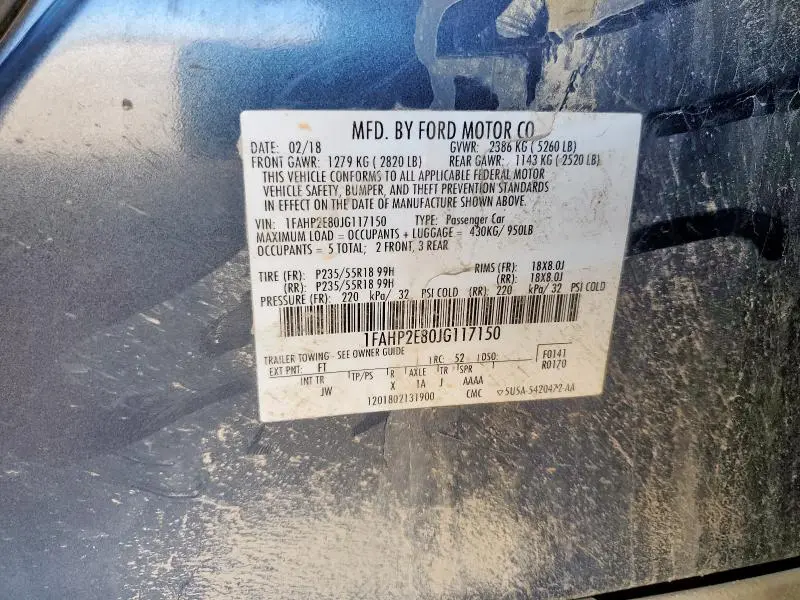 MFD. BY FORD MOTOR CO
DATE: 02/18 GVWR: 2386 KG ( 5260 LB)
FRONT GAWR: 1279 KG ( 2820 LB) REAR GAWR: 1143 KG ( 2520 LB)
THIS VEHICLE CONFORMS TO ALL APPLICABLE FEDERAL MOTOR
VEHICLE SAFETY, BUMPER, AND THEFT PREVENTION STANDARDS
IN EFFECT ON THE DATE OF MANUFACTURE SHOWN ABOVE.
VIN: 1FAHP2E80JG117150 TYPE: Passenger Car
MAXIMUM LOAD = OCCUPANTS + LUGGAGE = 430KG/ 950LB
OCCUPANTS = 5 TOTAL; 2 FRONT, 3 REAR
TIRE (FR): P235/55R18 99H RIMS (FR): 18X8.0J
(RR): P235/55R18 99H (RR): 18X8.0J
PRESSURE (FR): 220 kPa/ 32 PSI COLD (RR): 220 kPa/ 32 PSI COLD
1FAHP2E80JG117150
TRAILER TOWING - SEE OWNER GUIDE
EXT PNT: FT RC: 52 DSO: F0141
INT TR TP/PS R AXLE TR SPR R0170
JW X 1A J AAAA
1201802131900 CMC 5U5A-5420472-AA